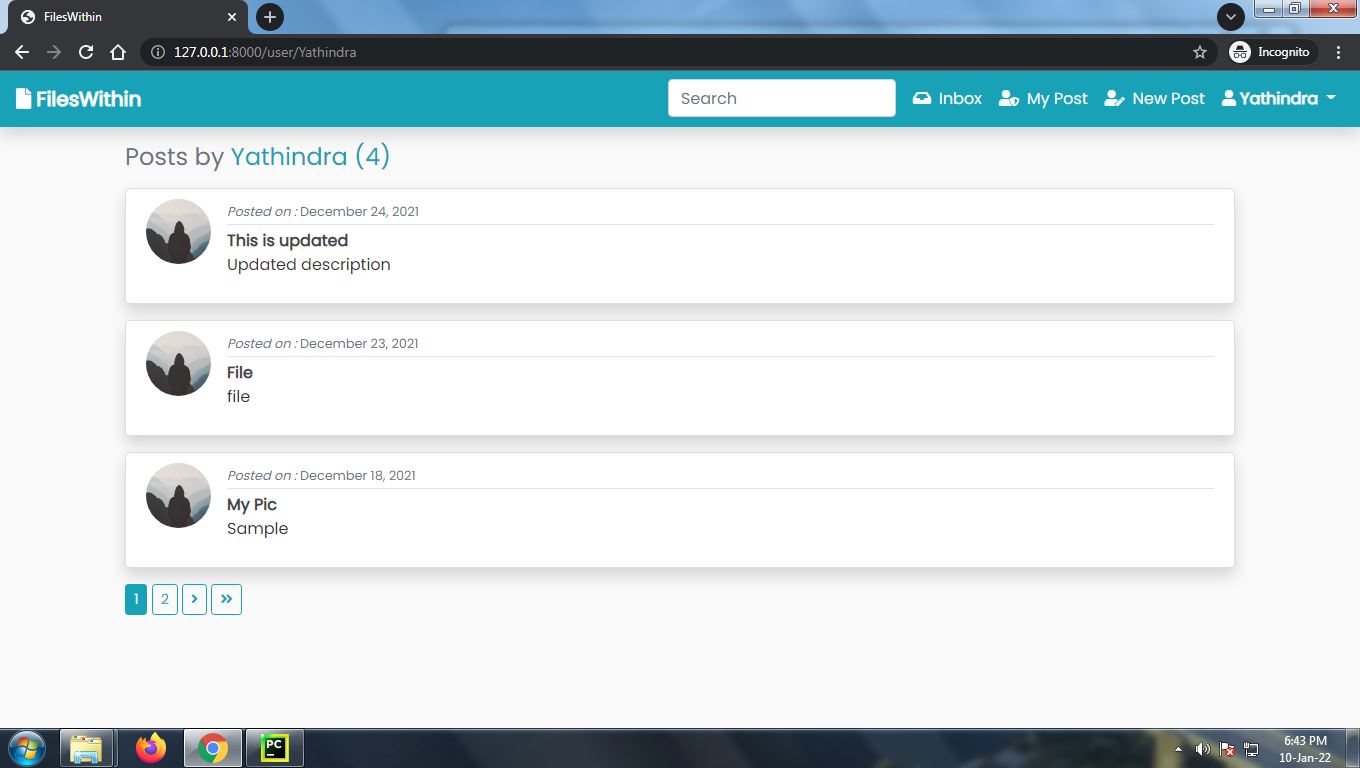 FilesWithin
127.0.0.1:8000/user/Yathindra
Incognito
FilesWithin
Search
Inbox
My Post
New Post
Yathindra
Posts by Yathindra (4)
Posted on : December 24, 2021
This is updated
Updated description
Posted on : December 23, 2021
File
file
Posted on : December 18, 2021
My Pic
Sample
1 2
PC
6:43 PM
10-Jan-22